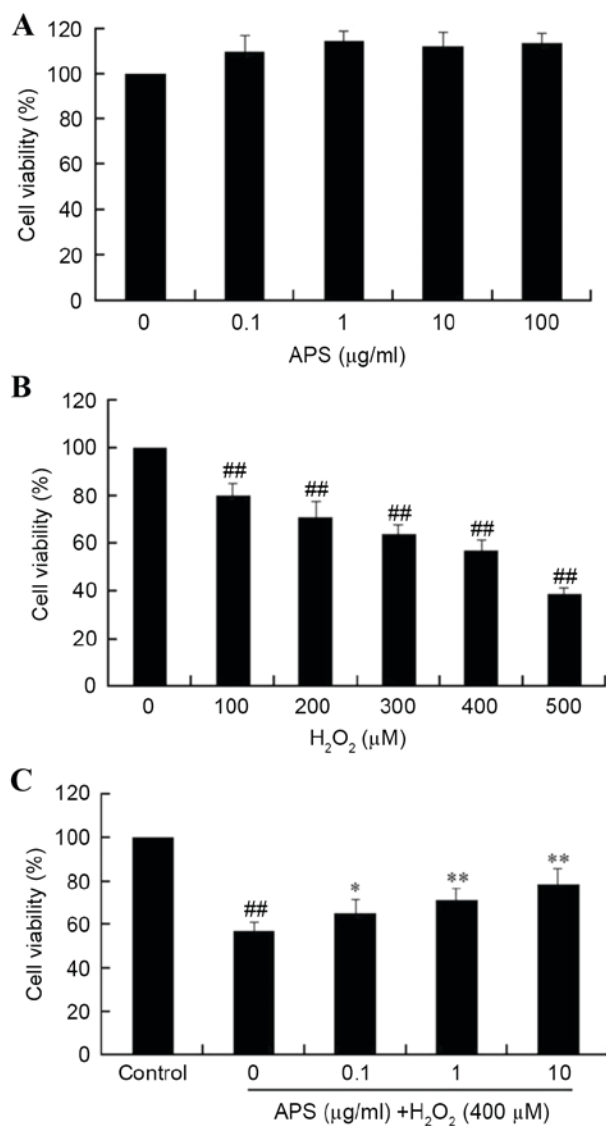 A
Cell viability (%)
120
100
80
60
40
20
0
0 0.1 1 10 100
APS (μg/ml)
B
Cell viability (%)
120
100
80
60
40
20
0
## ## ## ## ##
0 100 200 300 400 500
H₂O₂ (μM)
C
Cell viability (%)
120
100
80
60
40
20
0
## * ** **
Control 0 0.1 1 10
APS (μg/ml) +H₂O₂ (400 μM)